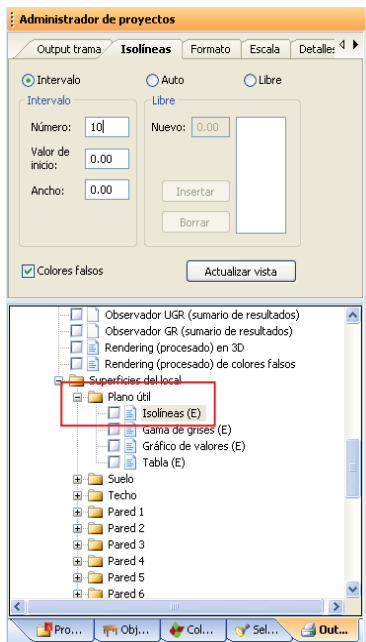 Administrador de proyectos
Output trama Isolíneas Formato Escala Detalles
Intervalo Auto Libre
Intervalo Libre
Número: 10 Nuevo: 0.00
Valor de inicio: 0.00
Ancho: 0.00 Insertar
Borrar
Colores falsos Actualizar vista
Observador UGR (sumario de resultados)
Observador GR (sumario de resultados)
Rendering (procesado) en 3D
Rendering (procesado) de colores falsos
Superficies del local
Plano útil
Isolíneas (E)
Gama de grises (E)
Gráfico de valores (E)
Tabla (E)
Suelo
Techo
Pared 1
Pared 2
Pared 3
Pared 4
Pared 5
Pared 6
Pro... Obj... Col... Sel... Out...